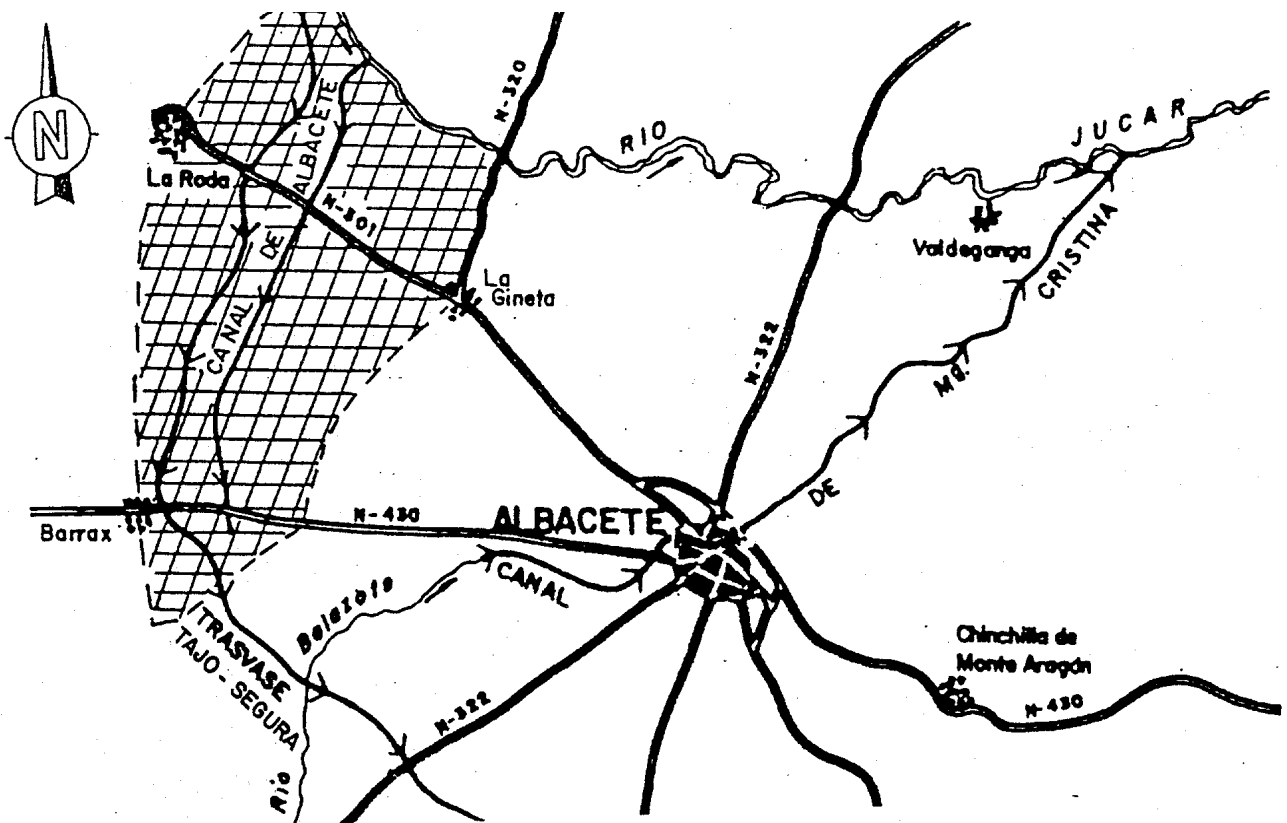 N
N-320
RIO
JUCAR
La Roda
CANAL DE ALBACETE
N-301
La
Gineta
Valdeganga
CANAL DE Mª. CRISTINA
N-322
Barrax
N-430
ALBACETE
Rio Balazote
TRASVASE
TAJO - SEGURA
N-322
Chinchilla de
Monte Aragón
N-430